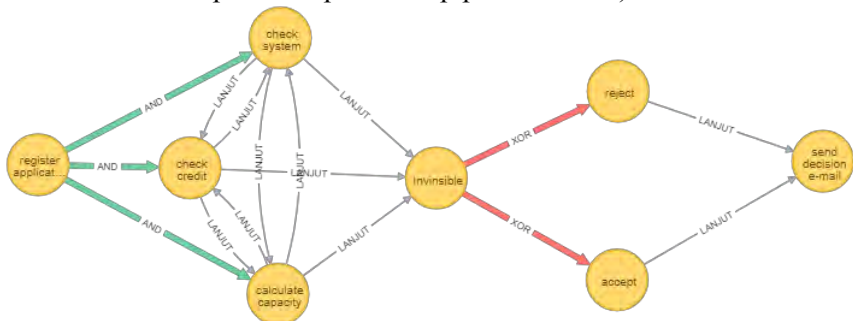 check
system
AND
LANJUT
LANJUT
LANJUT
reject
XOR
LANJUT
register
applicat...
AND
check
credit
LANJUT
LANJUT
LANJUT
Invinsible
send
decision
e-mail
AND
LANJUT
LANJUT
LANJUT
XOR
LANJUT
calculate
capacity
accept